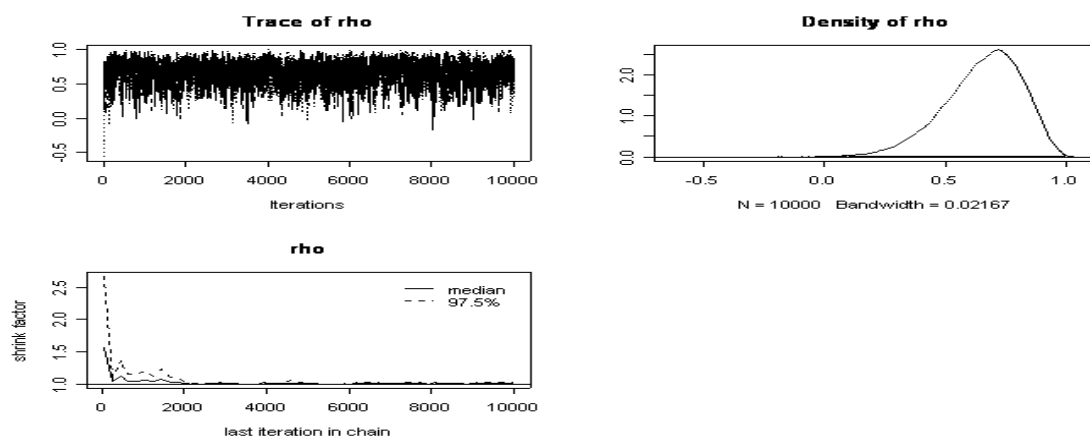 Trace of rho
1.0
0.5
0.0
-0.5
0 2000 4000 6000 8000 10000
Iterations
Density of rho
2.0
1.0
0.0
-0.5 0.0 0.5 1.0
N = 10000 Bandwidth = 0.02167
rho
shrink factor
2.5
2.0
1.5
1.0
median
97.5%
0 2000 4000 6000 8000 10000
last iteration in chain